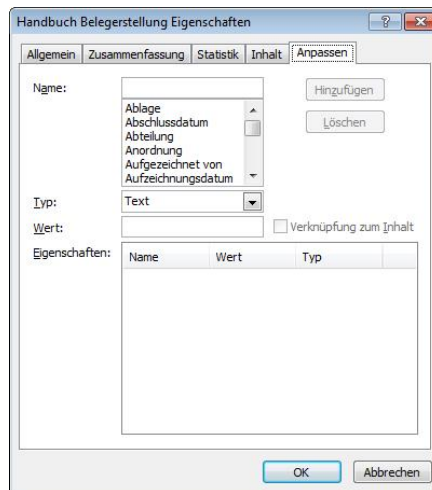 Handbuch Belegerstellung Eigenschaften
Allgemein Zusammenfassung Statistik Inhalt Anpassen
Name:
Hinzufügen
Löschen
Ablage
Abschlussdatum
Abteilung
Anordnung
Aufgezeichnet von
Aufzeichnungsdatum
Typ: Text
Wert: Verknüpfung zum Inhalt
Eigenschaften: Name Wert Typ
OK Abbrechen